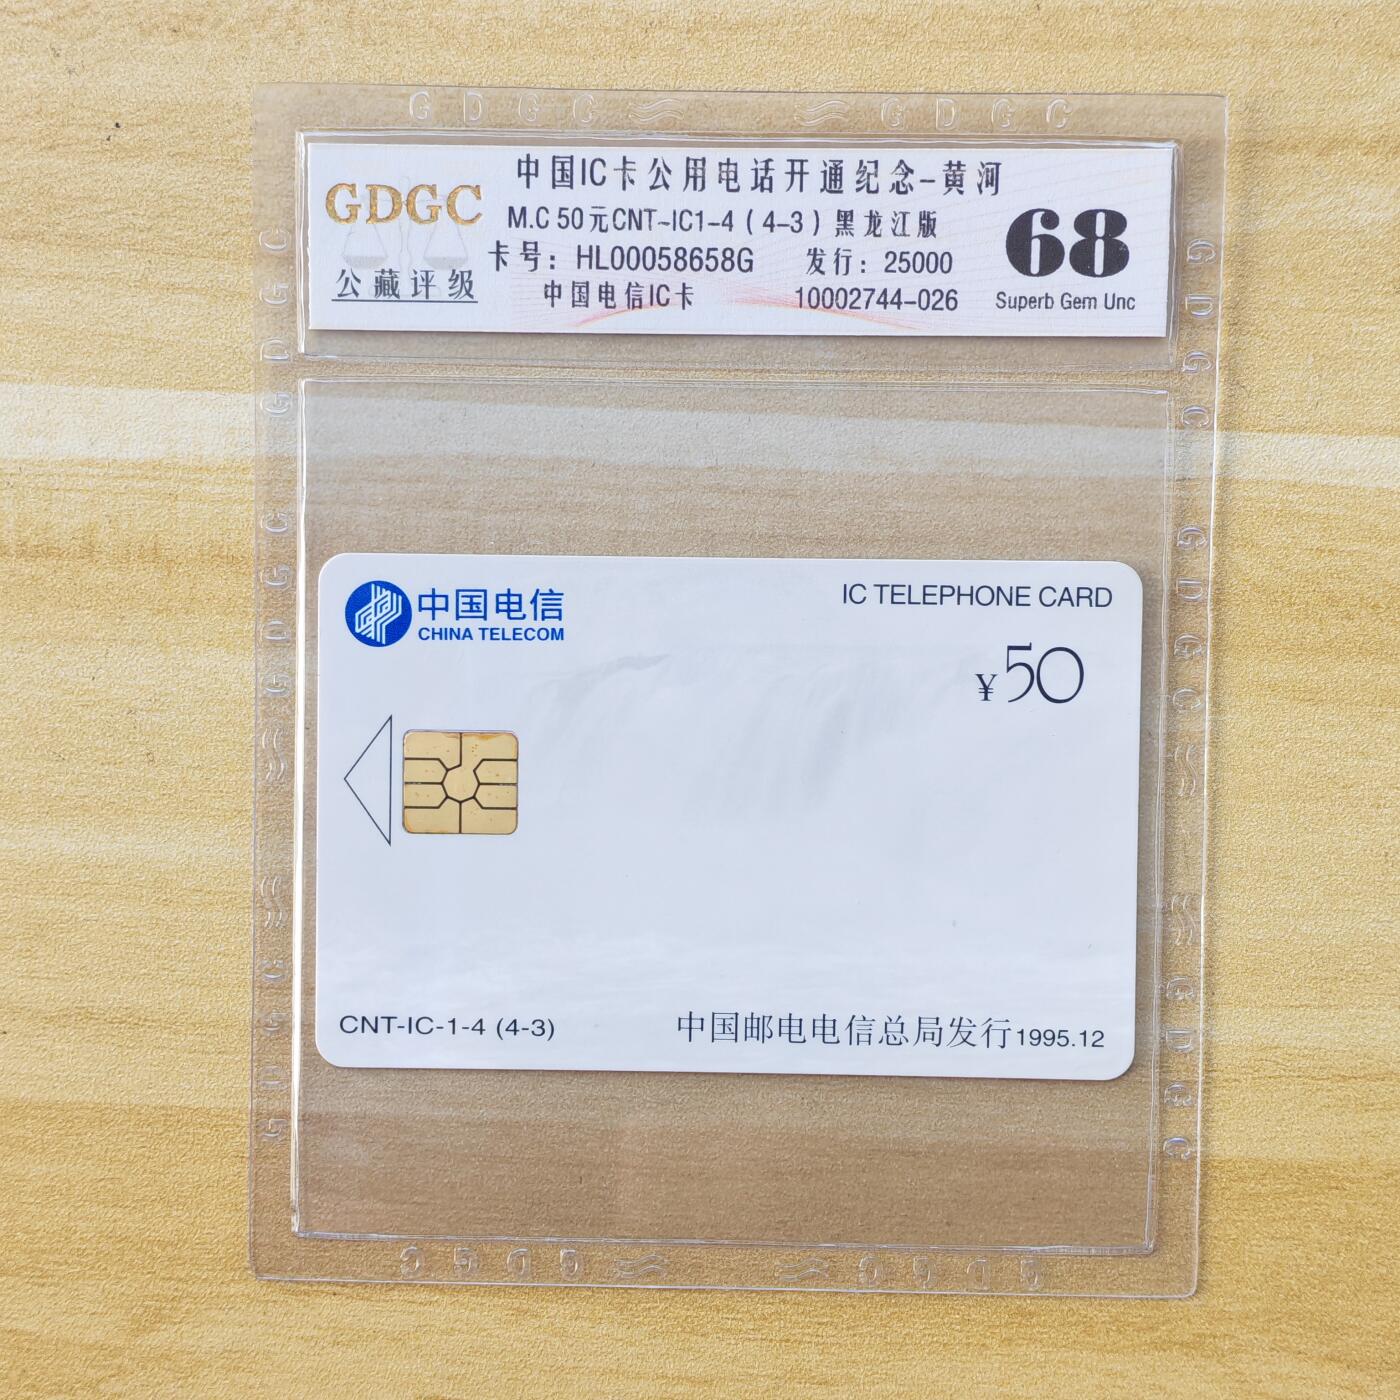 GDGC GDGC
GDGC
公藏评级
中国IC卡公用电话开通纪念-黄河
M.C 50元CNT-IC1-4（4-3）黑龙江版
卡号：HL00058658G 发行：25000
中国电信IC卡 10002744-026
68
Superb Gem Unc
中国电信
CHINA TELECOM
IC TELEPHONE CARD
¥50
CNT-IC-1-4 (4-3)
中国邮电电信总局发行1995.12